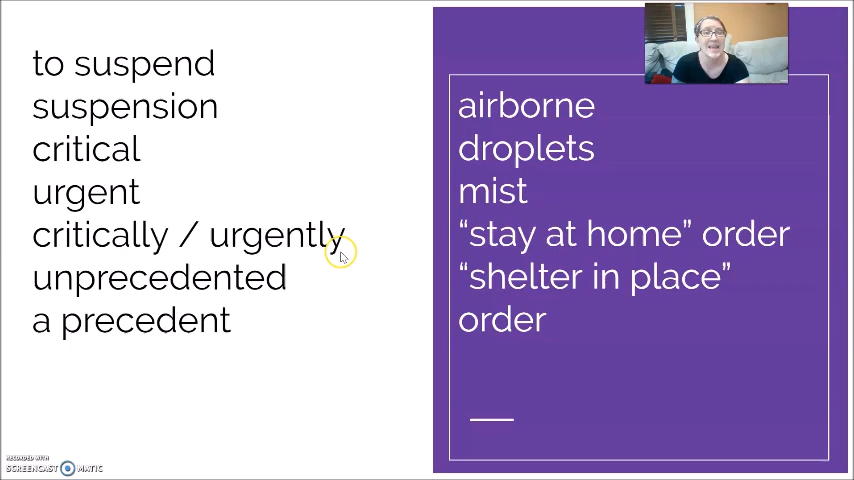 to suspend
suspension
critical
urgent
critically / urgently
unprecedented
a precedent
airborne
droplets
mist
“stay at home” order
“shelter in place”
order
RECORDED WITH
SCREENCAST MATIC